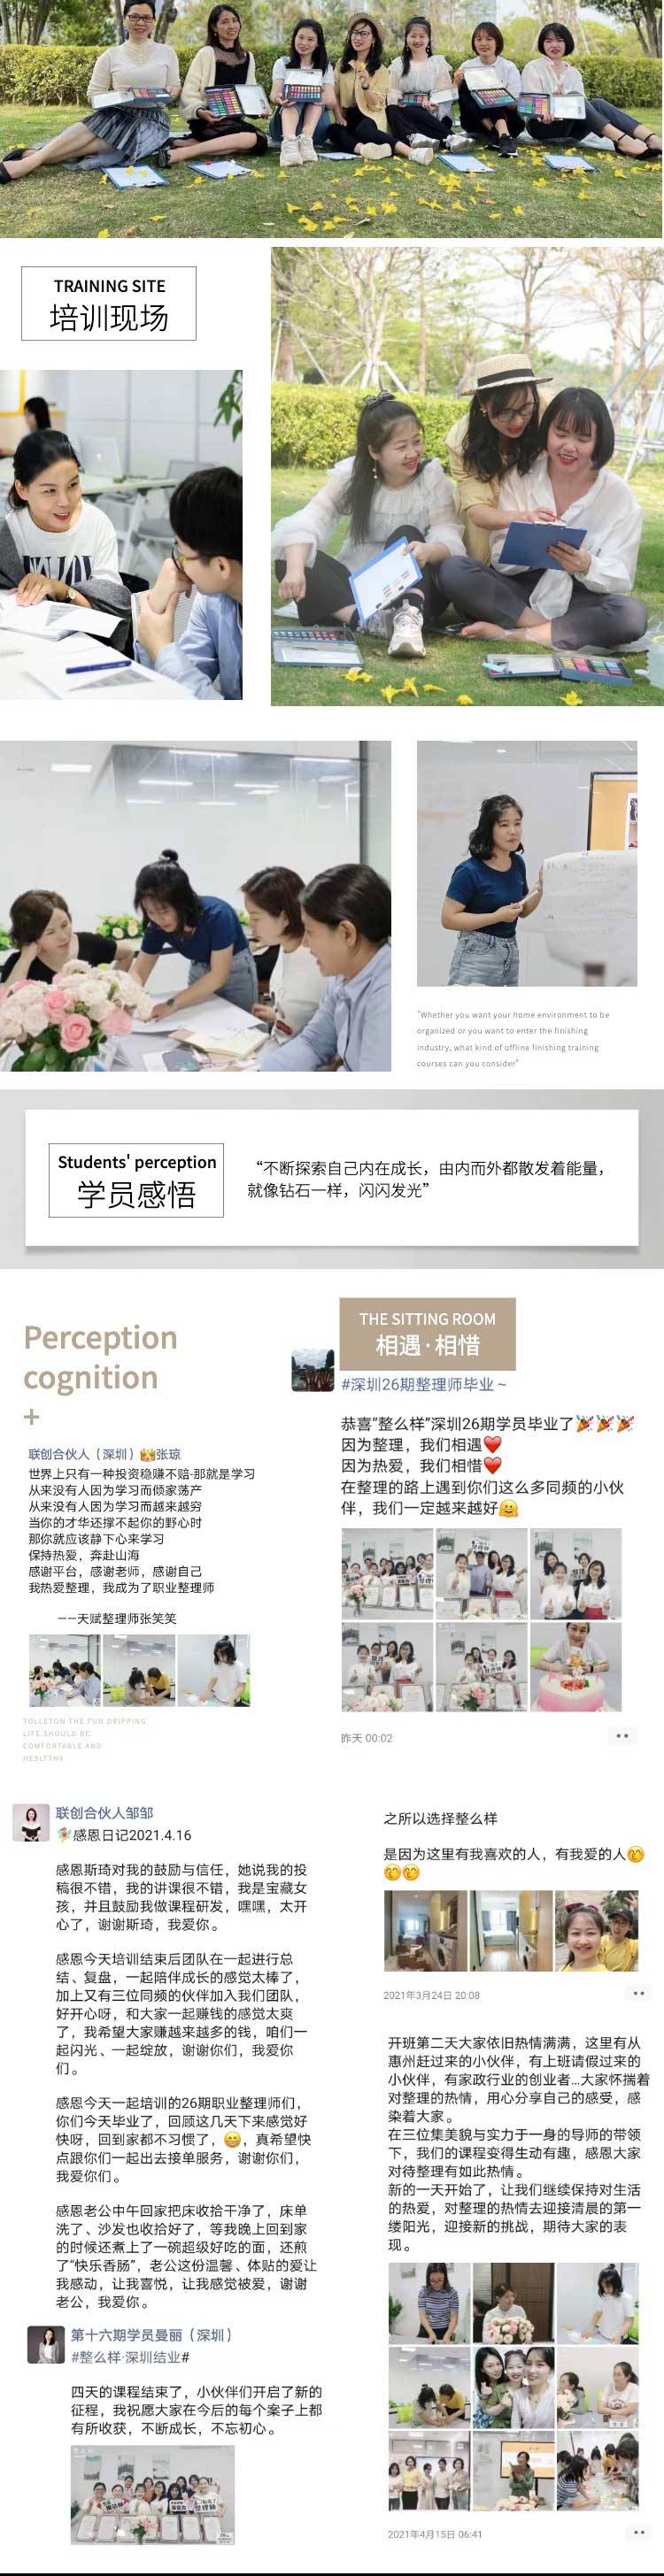 TRAINING SITE
培训现场
"Whether you want your home environment to be
organized or you want to enter the finishing
industry, what kind of offline finishing training
courses can you consider"
Students' perception
学员感悟
“不断探索自己内在成长，由内而外都散发着能量，
就像钻石一样，闪闪发光”
Perception
cognition
+
联创合伙人（深圳）👑张琼
世界上只有一种投资稳赚不赔-那就是学习
从来没有人因为学习而倾家荡产
从来没有人因为学习而越来越穷
当你的才华还撑不起你的野心时
那你就应该静下心来学习
保持热爱，奔赴山海
感谢平台，感谢老师，感谢自己
我热爱整理，我成为了职业整理师
——天赋整理师张笑笑
TOLLETON THE FUN DRIPPING
LIFE SHOULD BE
COMFORTABLE AND
HESLTTHY
THE SITTING ROOM
相遇·相惜
#深圳26期整理师毕业～
恭喜“整么样”深圳26期学员毕业了🎉🎉🎉
因为整理，我们相遇❤️
因为热爱，我们相惜❤️
在整理的路上遇到你们这么多同频的小伙
伴，我们一定越来越好😀
昨天 00:02
联创合伙人邹邹
🧚感恩日记2021.4.16
感恩斯琦对我的鼓励与信任，她说我的投
稿很不错，我的讲课很不错，我是宝藏女
孩，并且鼓励我做课程研发，嘿嘿，太开
心了，谢谢斯琦，我爱你。
感恩今天培训结束后团队在一起进行总
结、复盘，一起陪伴成长的感觉太棒了，
加上又有三位同频的伙伴加入我们团队，
好开心呀，和大家一起赚钱的感觉太爽
了，我希望大家赚越来越多的钱，咱们一
起闪光、一起绽放，谢谢你们，我爱你
们。
感恩今天一起培训的26期职业整理师们，
你们今天毕业了，回顾这几天下来感觉好
快呀，回到家都不习惯了，😁，真希望快
点跟你们一起出去接单服务，谢谢你们，
我爱你们。
感恩老公中午回家把床收拾干净了，床单
洗了、沙发也收拾好了，等我晚上回到家
的时候还煮上了一碗超级好吃的面，还煎
了“快乐香肠”，老公这份温馨、体贴的爱让
我感动，让我喜悦，让我感觉被爱，谢谢
老公，我爱你。
第十六期学员曼丽（深圳）
#整么样·深圳结业#
四天的课程结束了，小伙伴们开启了新的
征程，我祝愿大家在今后的每个案子上都
有所收获，不断成长，不忘初心。
之所以选择整么样
是因为这里有我喜欢的人，有我爱的人🤭
🤭🤭
2021年3月24日 20:08
开班第二天大家依旧热情满满，这里有从
惠州赶过来的小伙伴，有上班请假过来的
小伙伴，有家政行业的创业者...大家怀揣着
对整理的热情，用心分享自己的感受，感
染着大家。
在三位集美貌与实力于一身的导师的带领
下，我们的课程变得生动有趣，感恩大家
对待整理有如此热情。
新的一天开始了，让我们继续保持对生活
的热爱，对整理的热情去迎接清晨的第一
缕阳光，迎接新的挑战，期待大家的表
现。
2021年4月15日 06:41